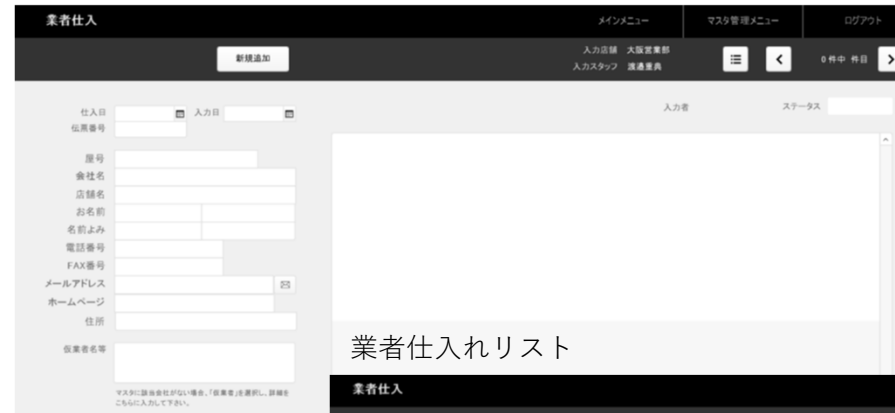 業者仕入
メインメニュー
マスタ管理メニュー
ログアウト
新規追加
入力店舗 大阪営業部
入力スタッフ 渡邊重典
0 件中 件目
仕入日
入力日
伝票番号
入力者
ステータス
屋号
会社名
店舗名
お名前
名前よみ
電話番号
FAX番号
メールアドレス
ホームページ
住所
仮業者名等
マスタに該当会社がない場合、「仮業者」を選択し、詳細を
こちらに入力して下さい。
業者仕入れリスト
業者仕入